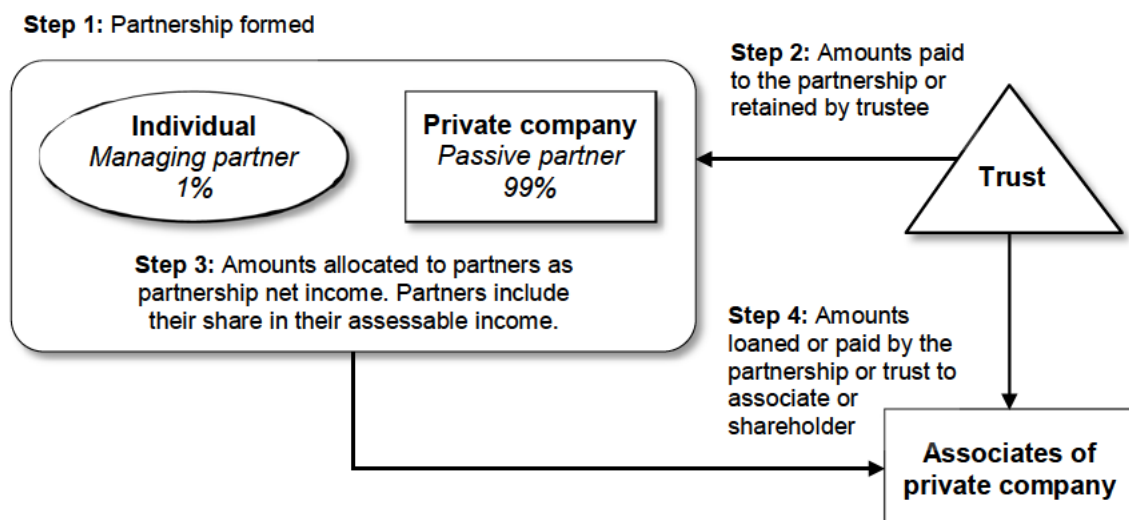 Step 1: Partnership formed
Individual
Managing partner
1%
Private company
Passive partner
99%
Step 3: Amounts allocated to partners as
partnership net income. Partners include
their share in their assessable income.
Step 2: Amounts paid
to the partnership or
retained by trustee
Trust
Step 4: Amounts
loaned or paid by the
partnership or trust to
associate or
shareholder
Associates of
private company